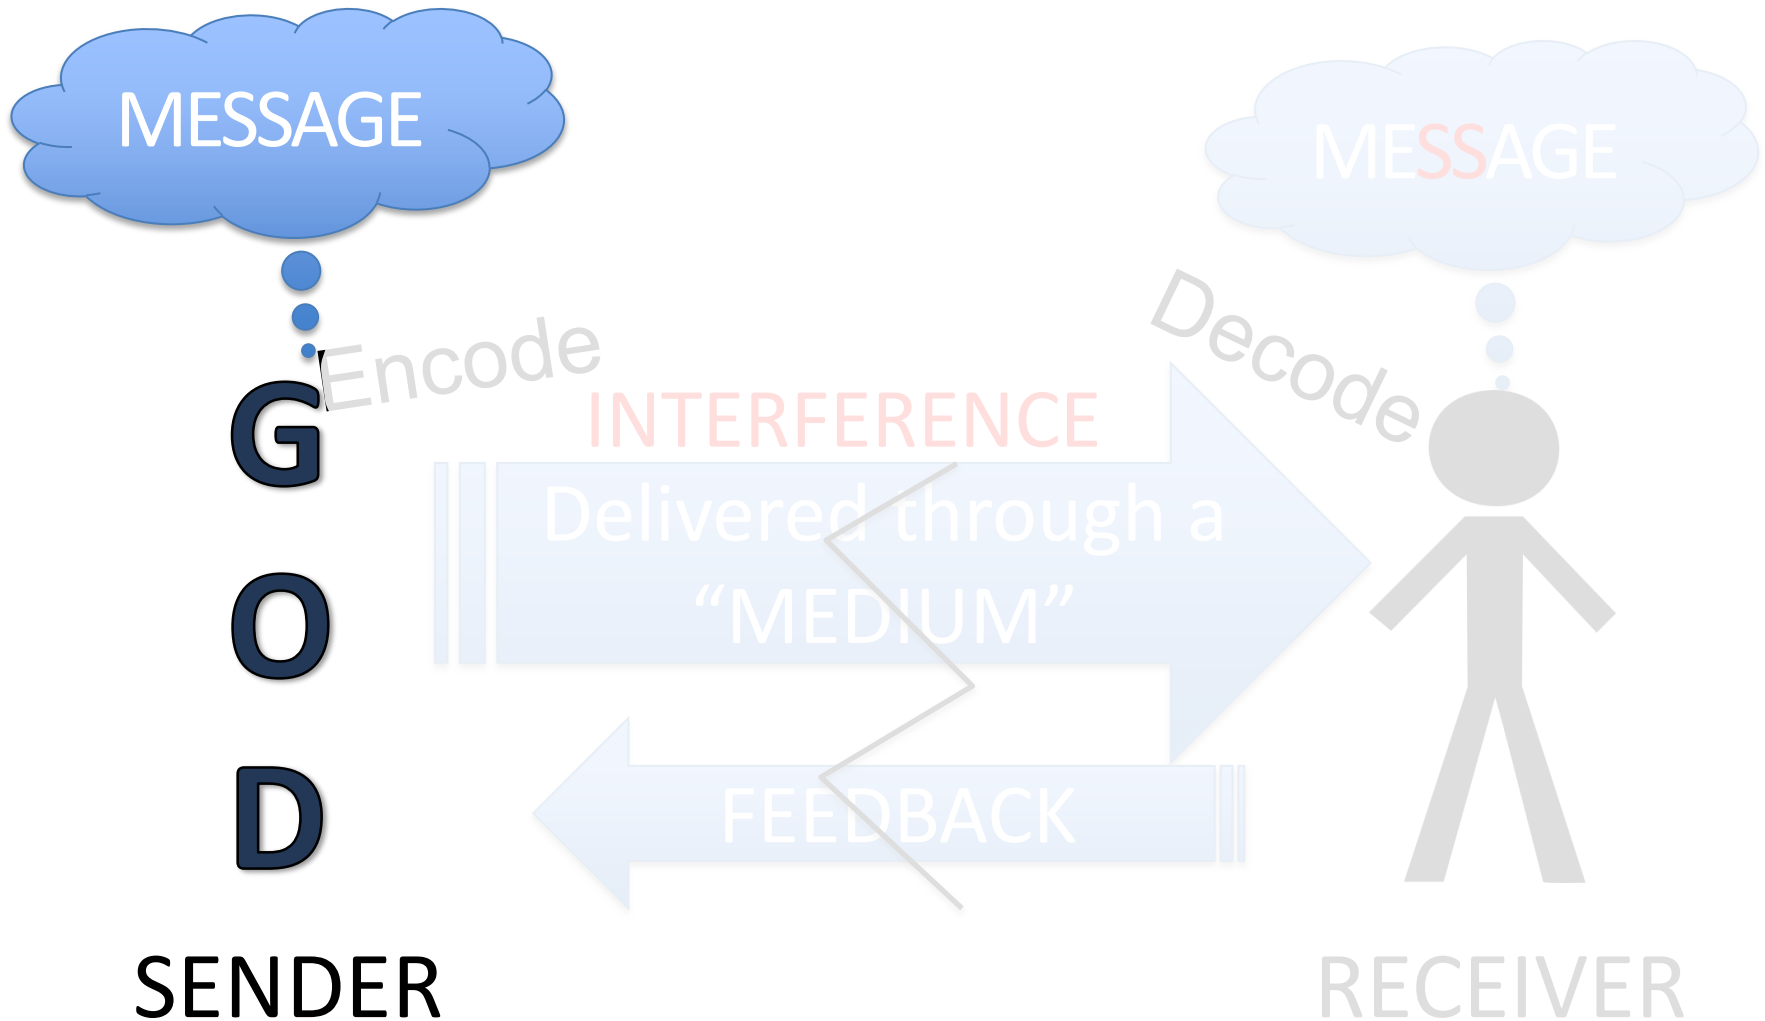 MESSAGE
MESSAGE
Encode
Decode
INTERFERENCE
Delivered through a
“MEDIUM”
FEEDBACK
G
O
D
SENDER
RECEIVER